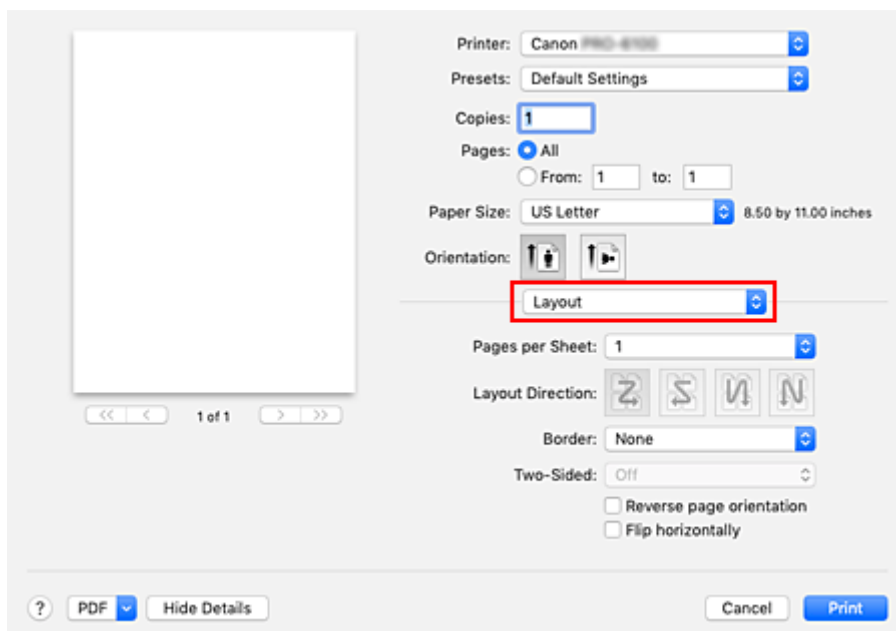 Printer: Canon
Presets: Default Settings
Copies: 1
Pages: All
From: 1 to: 1
Paper Size: US Letter 8.50 by 11.00 inches
Orientation:
Layout
Pages per Sheet: 1
Layout Direction:
Border: None
Two-Sided: Off
Reverse page orientation
Flip horizontally
<< < 1 of 1 > >>
? PDF Hide Details Cancel Print